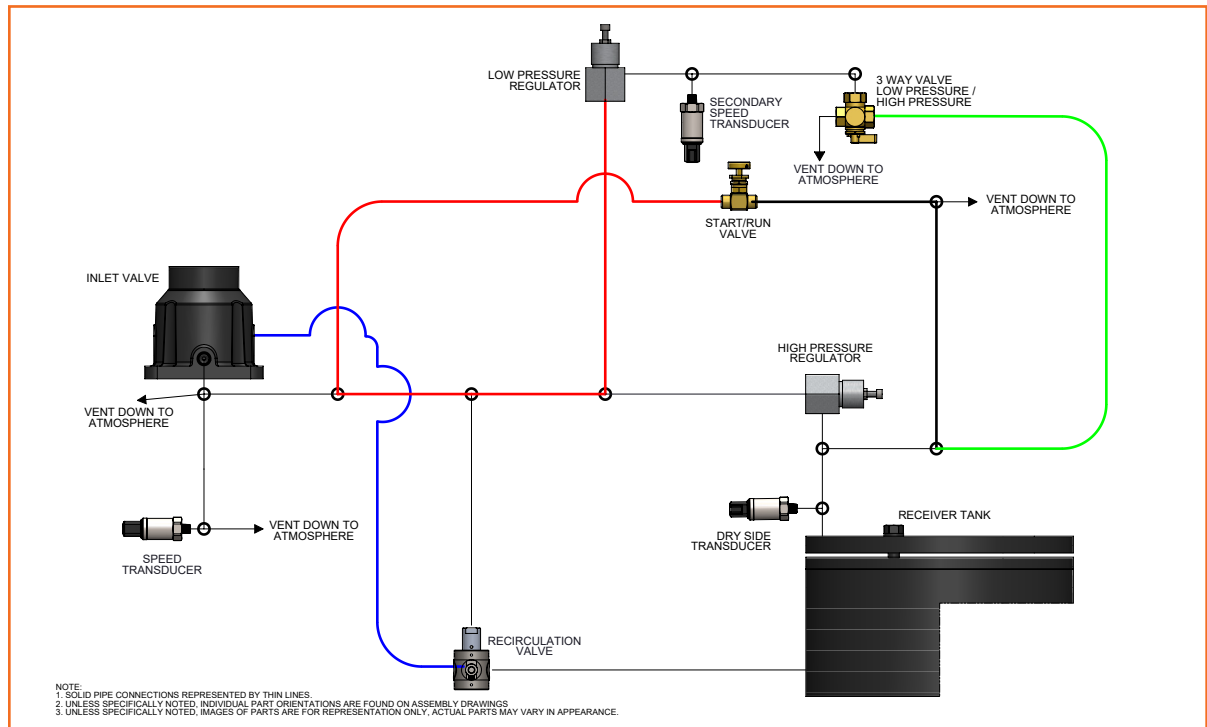 LOW PRESSURE
REGULATOR
SECONDARY
SPEED
TRANSDUCER
3 WAY VALVE
LOW PRESSURE /
HIGH PRESSURE
VENT DOWN TO
ATMOSPHERE
START/RUN
VALVE
VENT DOWN TO
ATMOSPHERE
INLET VALVE
HIGH PRESSURE
REGULATOR
VENT DOWN TO
ATMOSPHERE
SPEED
TRANSDUCER
VENT DOWN TO
ATMOSPHERE
DRY SIDE
TRANSDUCER
RECEIVER TANK
RECIRCULATION
VALVE
NOTE:
1. SOLID PIPE CONNECTIONS REPRESENTED BY THIN LINES.
2. UNLESS SPECIFICALLY NOTED, INDIVIDUAL PART ORIENTATIONS ARE FOUND ON ASSEMBLY DRAWINGS
3. UNLESS SPECIFICALLY NOTED, IMAGES OF PARTS ARE FOR REPRESENTATION ONLY, ACTUAL PARTS MAY VARY IN APPEARANCE.